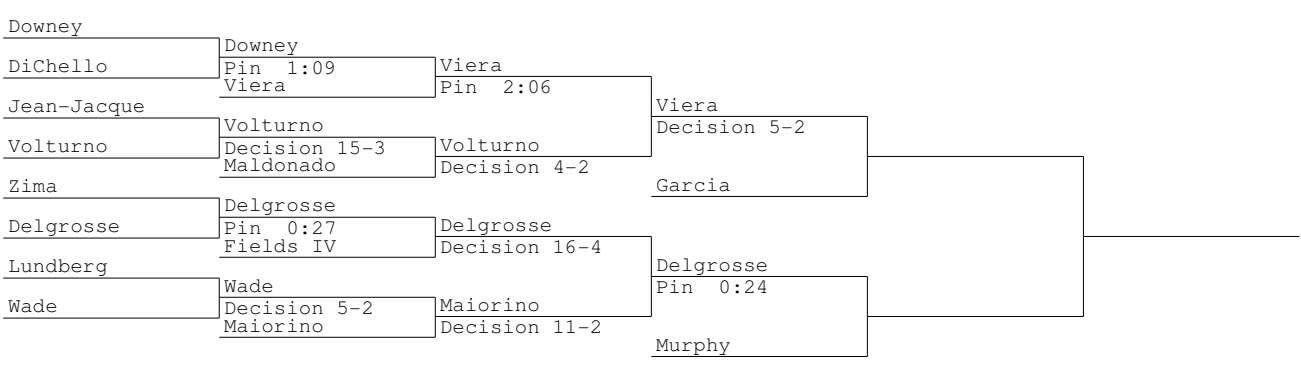 Downey
DiChello
Jean-Jacque
Volturno
Zima
Delgrosse
Lundberg
Wade
Downey
Pin 1:09
Viera
Volturno
Decision 15-3
Maldonado
Delgrosse
Pin 0:27
Fields IV
Wade
Decision 5-2
Maiorino
Viera
Pin 2:06
Volturno
Decision 4-2
Delgrosse
Decision 16-4
Maiorino
Decision 11-2
Viera
Decision 5-2
Garcia
Delgrosse
Pin 0:24
Murphy